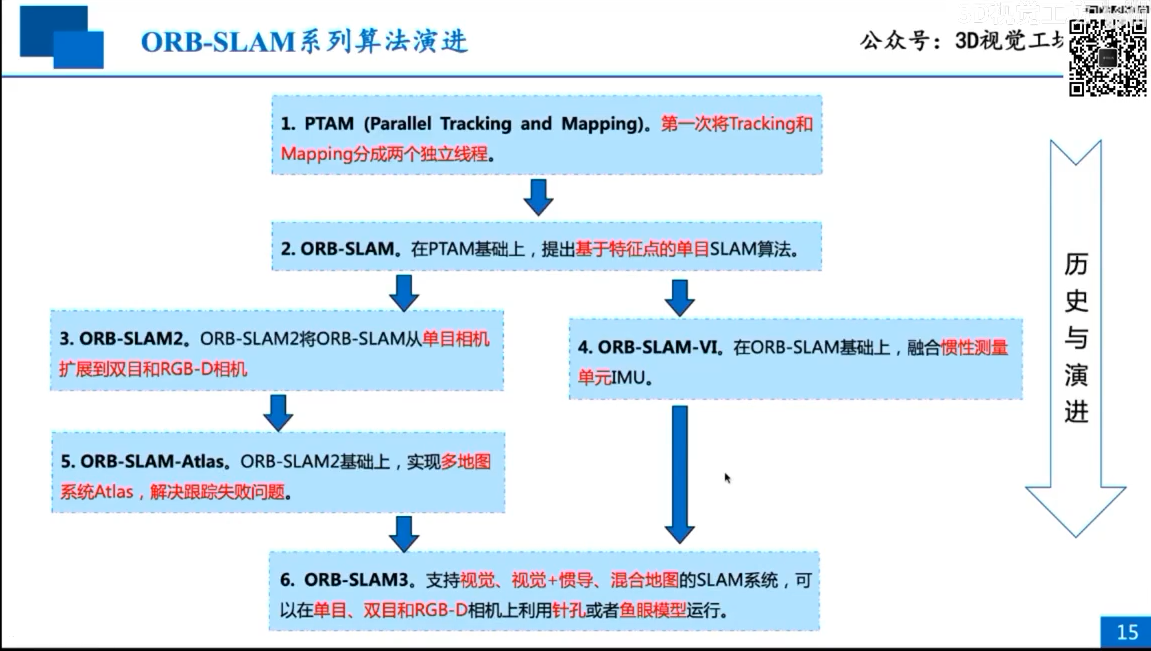 ORB-SLAM系列算法演进
公众号：3D视觉工坊
1. PTAM (Parallel Tracking and Mapping)。第一次将Tracking和
Mapping分成两个独立线程。
2. ORB-SLAM。在PTAM基础上，提出基于特征点的单目SLAM算法。
3. ORB-SLAM2。ORB-SLAM2将ORB-SLAM从单目相机
扩展到双目和RGB-D相机
4. ORB-SLAM-VI。在ORB-SLAM基础上，融合惯性测量
单元IMU。
5. ORB-SLAM-Atlas。ORB-SLAM2基础上，实现多地图
系统Atlas，解决跟踪失败问题。
6. ORB-SLAM3。支持视觉、视觉+惯导、混合地图的SLAM系统，可
以在单目、双目和RGB-D相机上利用针孔或者鱼眼模型运行。
历史与演进
15